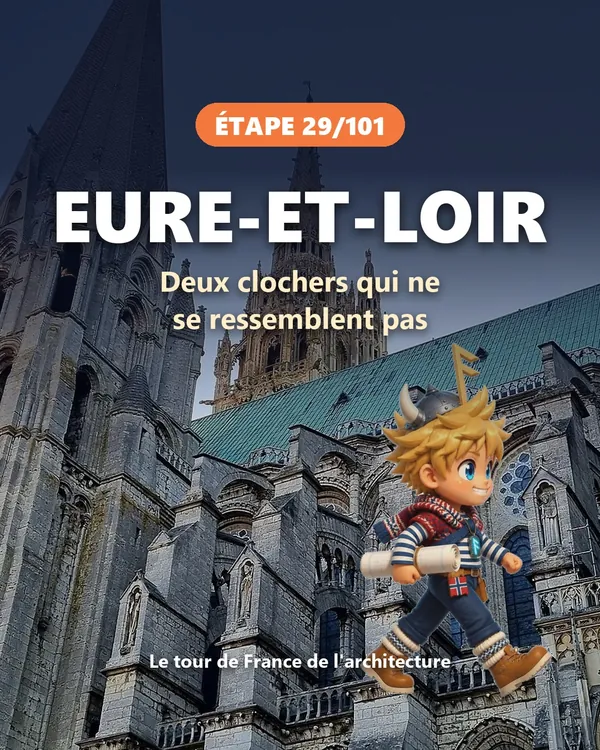 ÉTAPE 29/101
EURE-ET-LOIR
Deux clochers qui ne
se ressemblent pas
Le tour de France de l'architecture